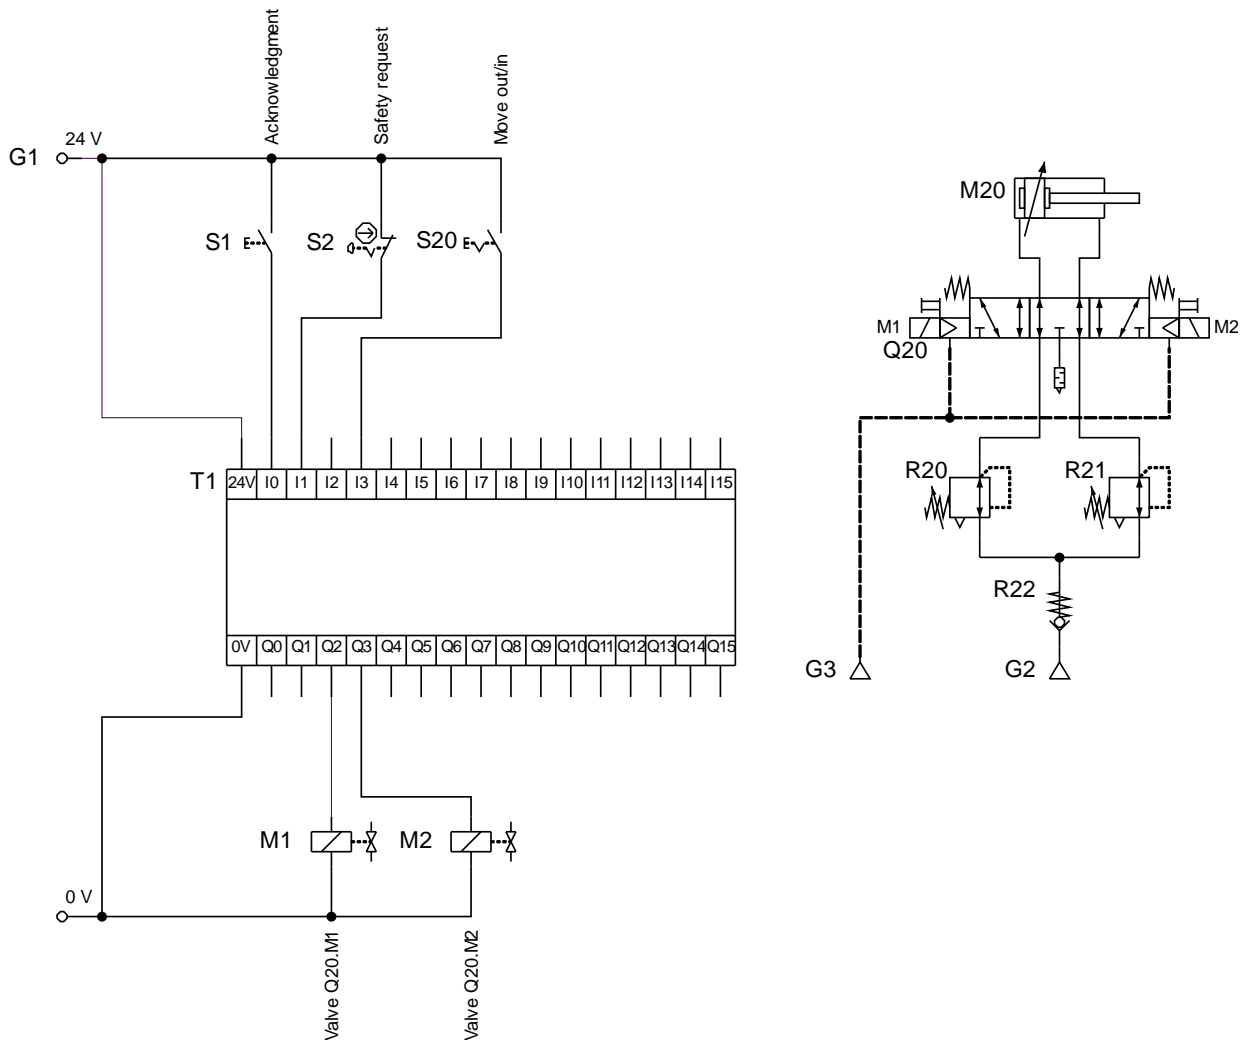 Acknowledgment
Safety request
Move out/in
24 V
G1
S1
S2
S20
T1
24V I0 I1 I2 I3 I4 I5 I6 I7 I8 I9 I10 I11 I12 I13 I14 I15
0V Q0 Q1 Q2 Q3 Q4 Q5 Q6 Q7 Q8 Q9 Q10 Q11 Q12 Q13 Q14 Q15
M1
M2
0 V
Valve Q20.M1
Valve Q20.M2
M20
M1
M2
Q20
R20
R21
R22
G3
G2